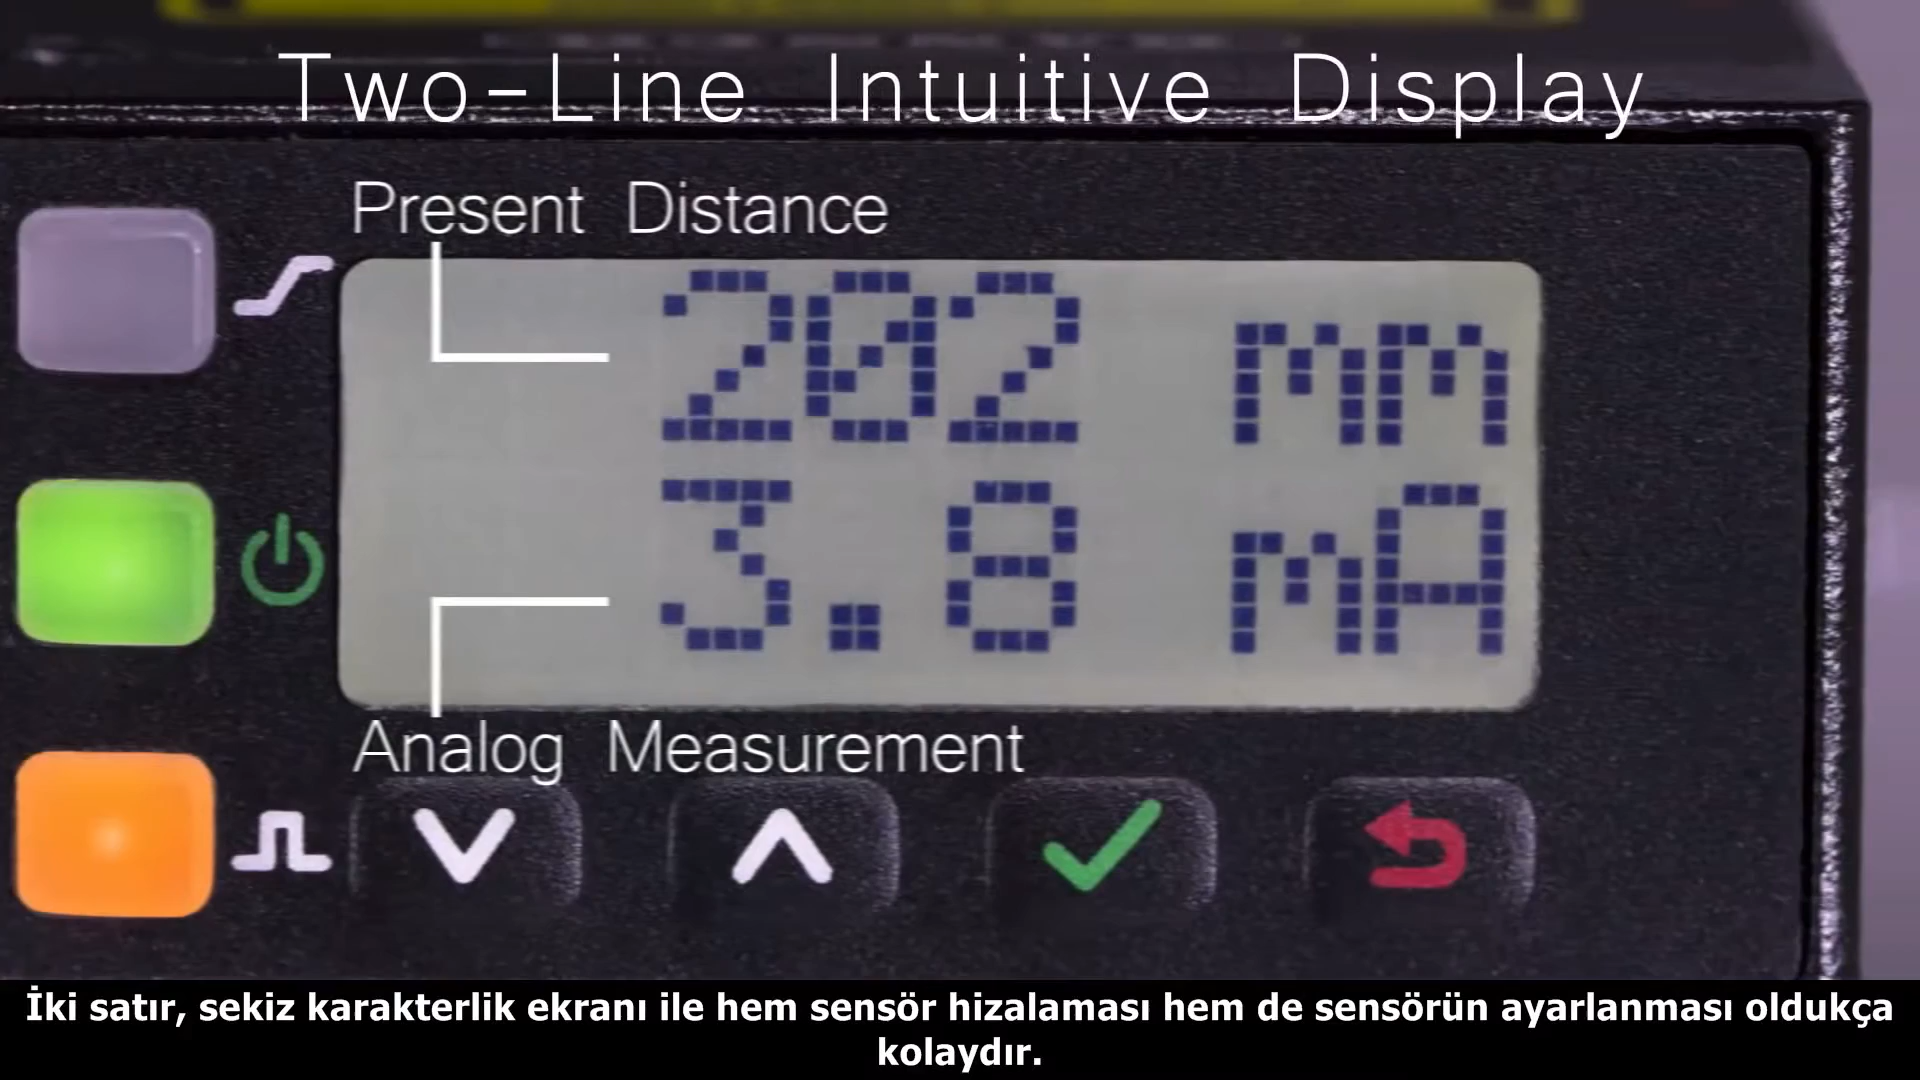 Two-Line Intuitive Display
Present Distance
202 mm
3.8 mA
Analog Measurement
İki satır, sekiz karakterlik ekranı ile hem sensör hizalaması hem de sensörün ayarlanması oldukça
kolaydır.